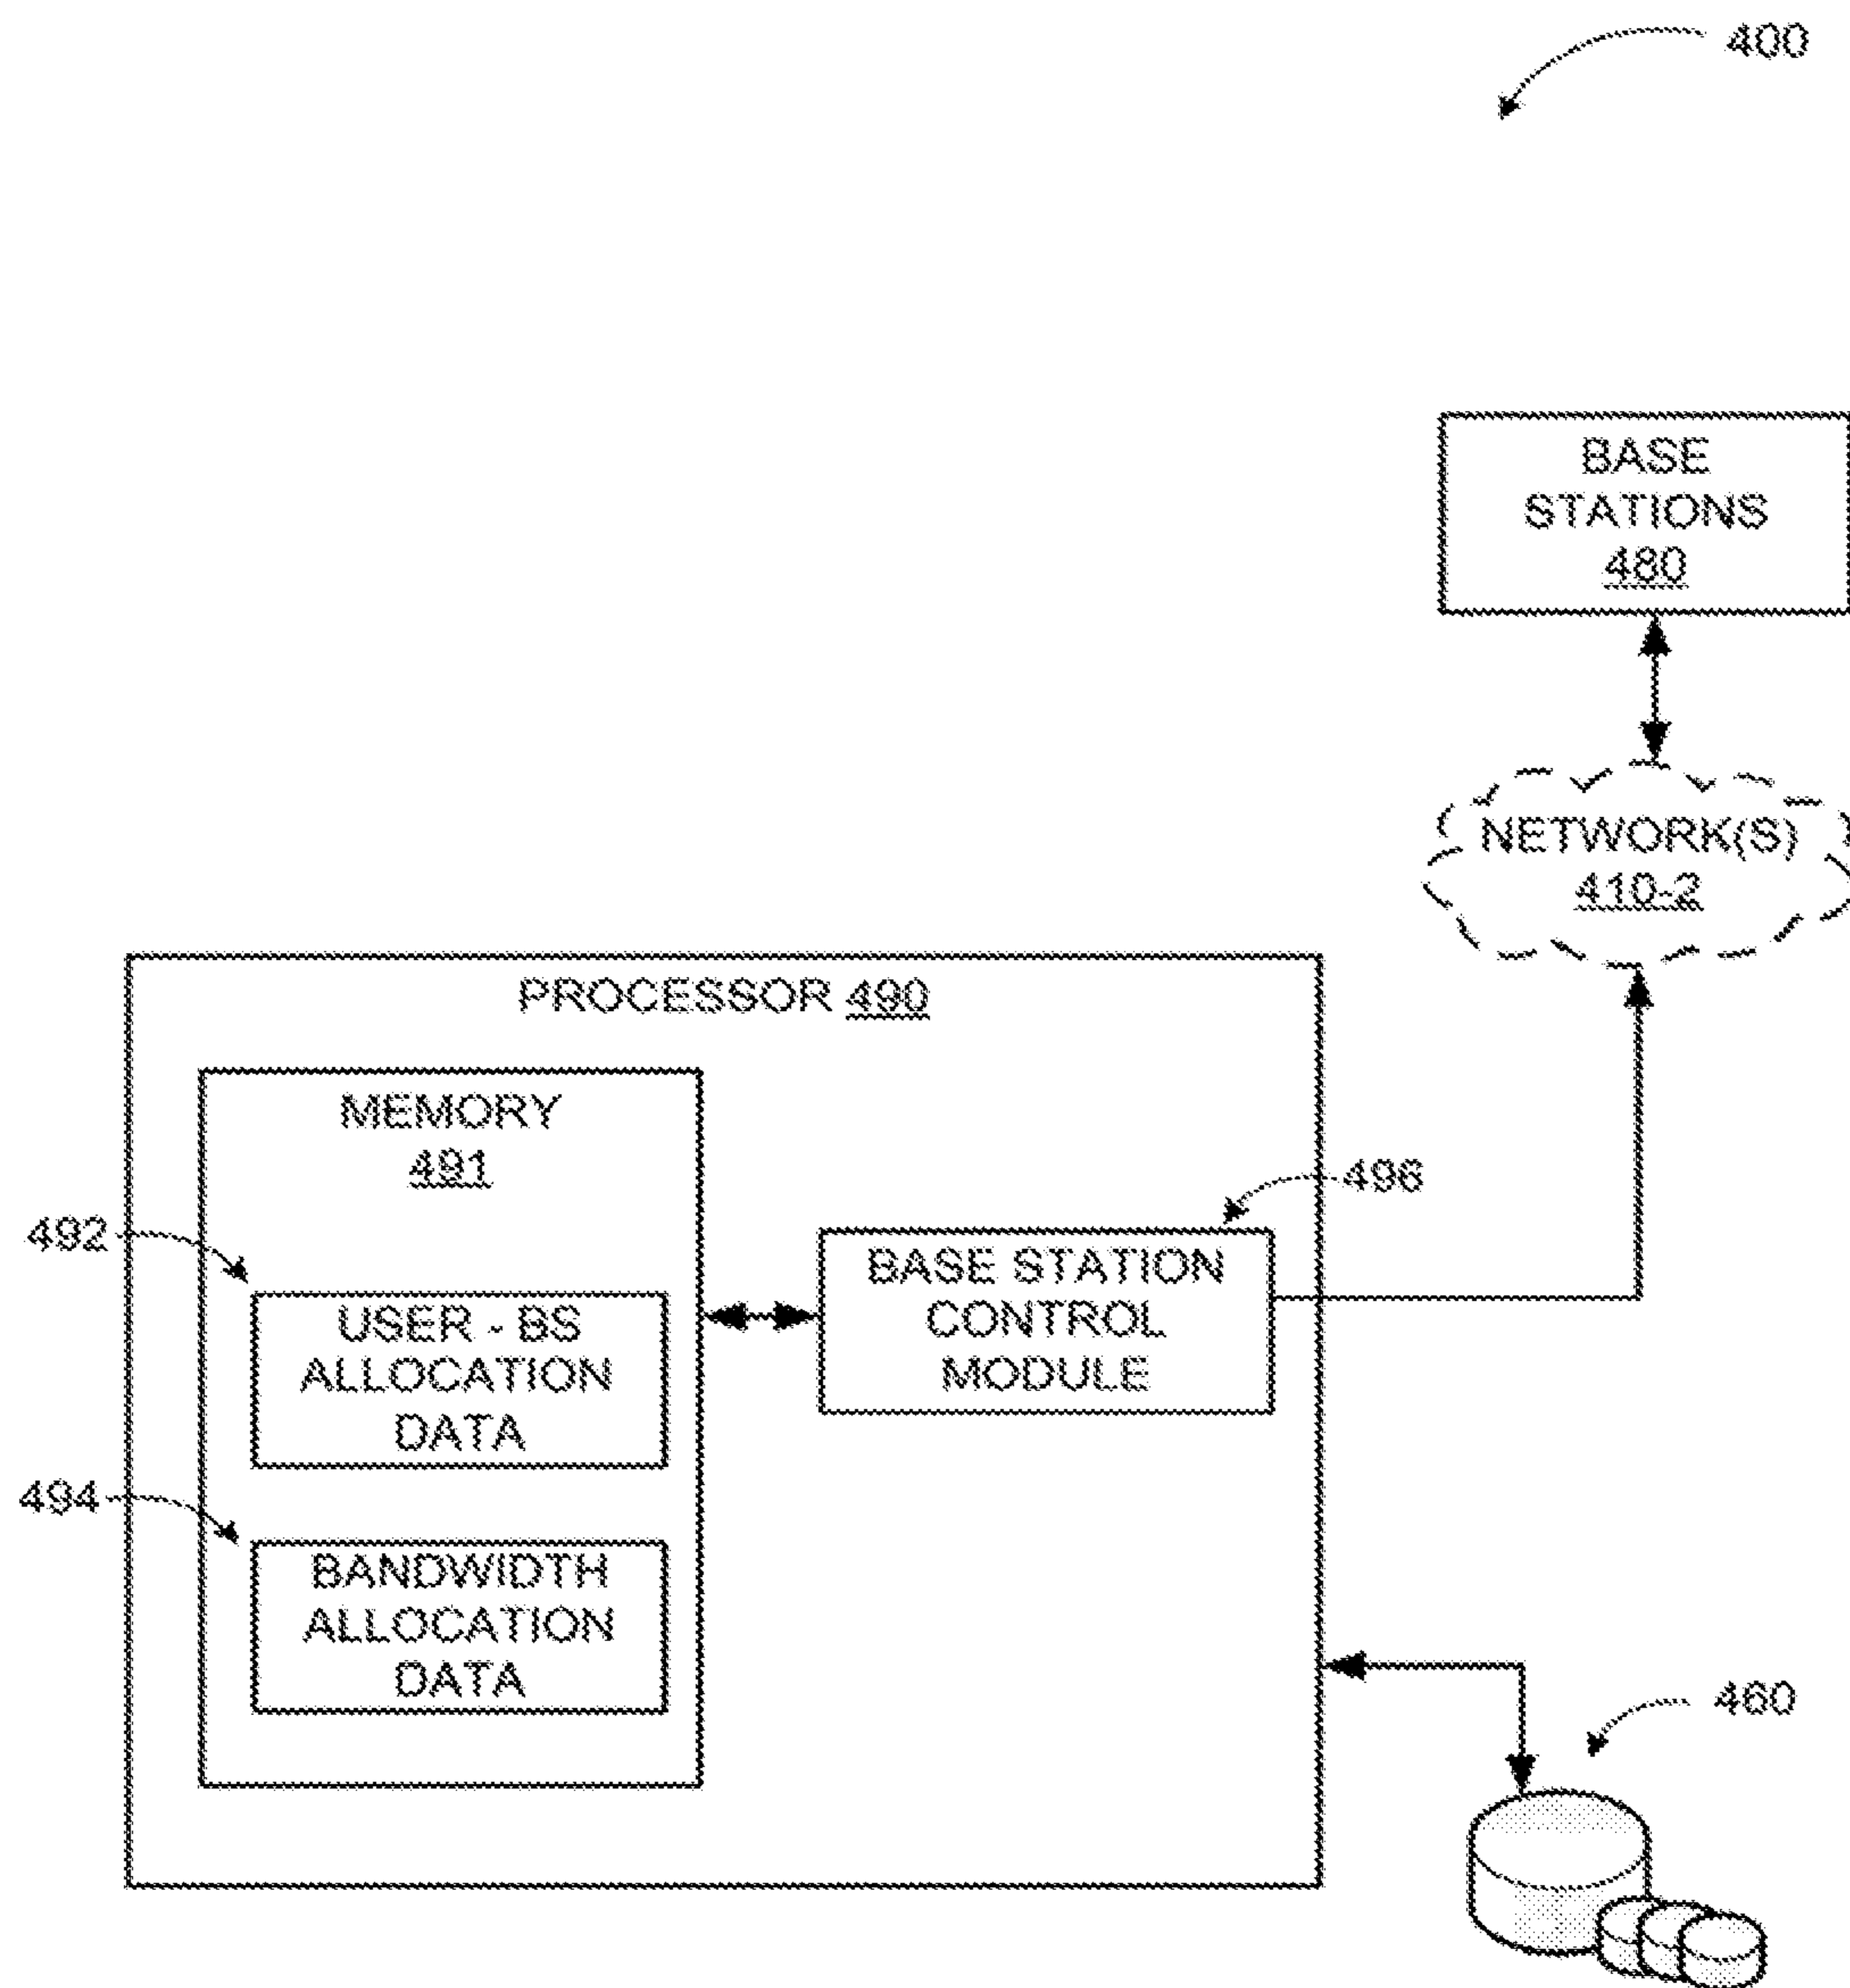 400
BASE
STATIONS
480
NETWORK(S)
410-2
PROCESSOR 490
MEMORY
491
496
492
BASE STATION
CONTROL
MODULE
USER - BS
ALLOCATION
DATA
494
BANDWIDTH
ALLOCATION
DATA
460